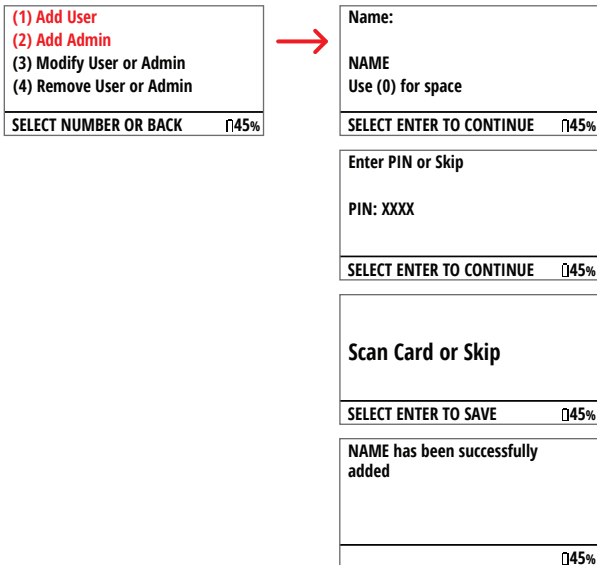 (1) Add User
(2) Add Admin
(3) Modify User or Admin
(4) Remove User or Admin
SELECT NUMBER OR BACK 45%
Name:
NAME
Use (0) for space
SELECT ENTER TO CONTINUE 45%
Enter PIN or Skip
PIN: XXXX
SELECT ENTER TO CONTINUE 45%
Scan Card or Skip
SELECT ENTER TO SAVE 45%
NAME has been successfully
added
45%